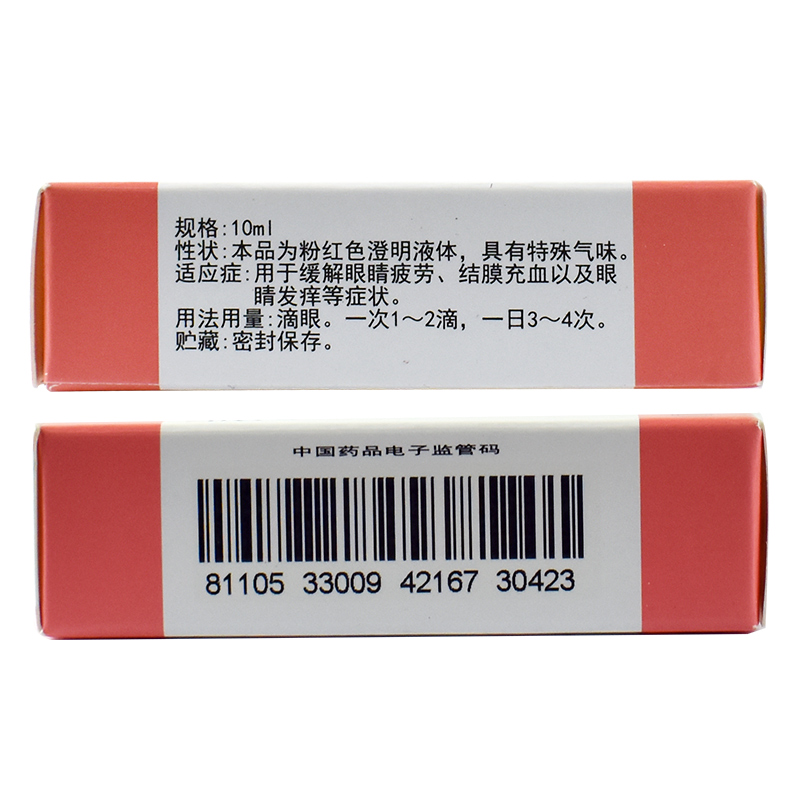 规格:10ml
性状:本品为粉红色澄明液体，具有特殊气味。
适应症:用于缓解眼睛疲劳、结膜充血以及眼
睛发痒等症状。
用法用量:滴眼。一次1～2滴，一日3～4次。
贮藏:密封保存。
中国药品电子监管码
81105 33009 42167 30423